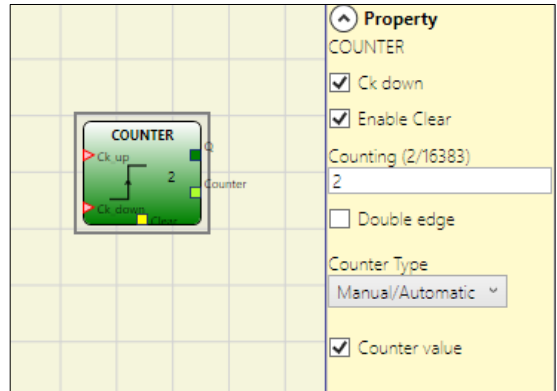 COUNTER
Ck_up
Q
2
Counter
Ck_down
Clear
Property
COUNTER
Ck down
Enable Clear
Counting (2/16383)
2
Double edge
Counter Type
Manual/Automatic
Counter value